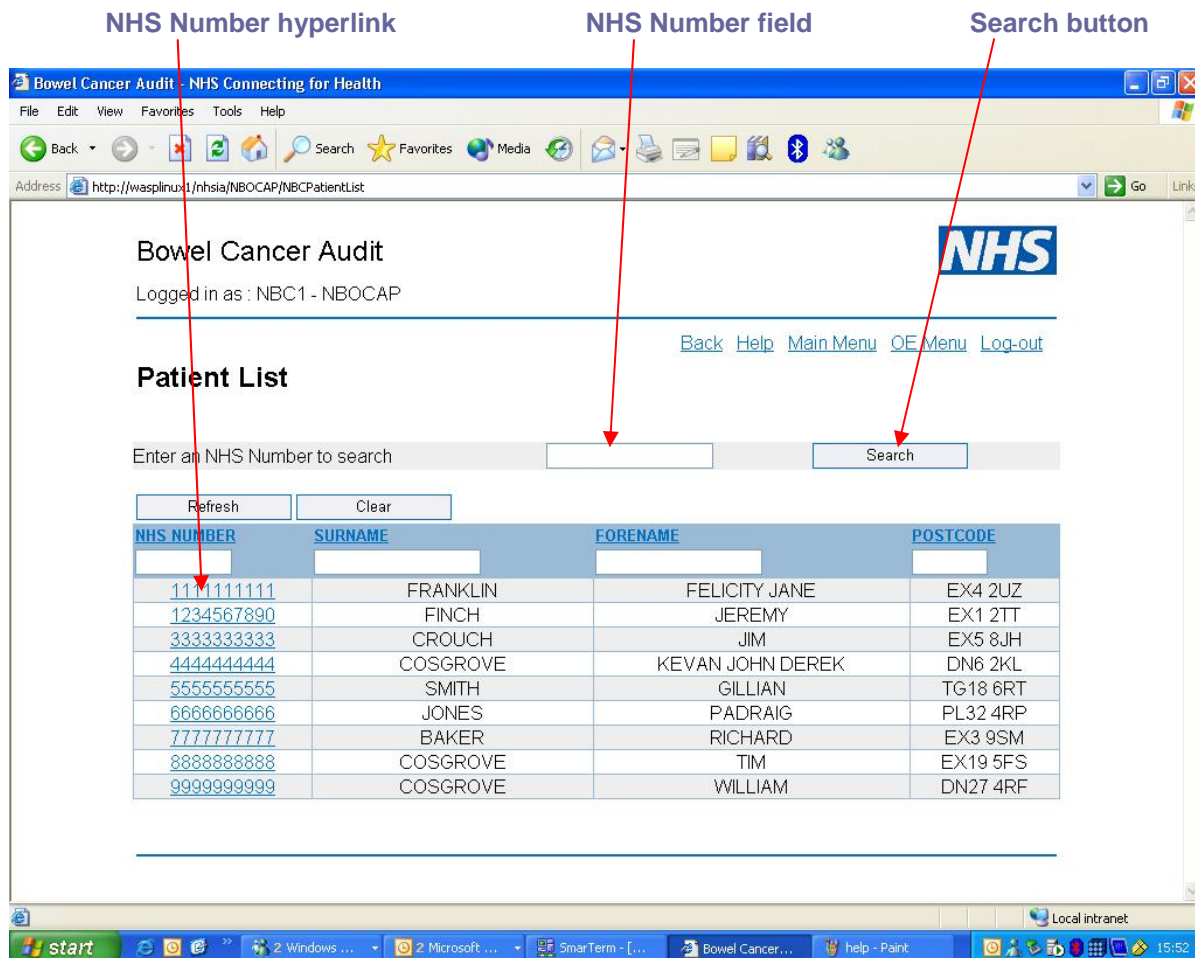 NHS Number hyperlink NHS Number field Search button
Bowel Cancer Audit - NHS Connecting for Health
File Edit View Favorites Tools Help
Back Search Favorites Media
Address http://wasplinux1/nhsia/NBOCAP/NBCPatientList Go Links
Bowel Cancer Audit NHS
Logged in as : NBC1 - NBOCAP
Back Help Main Menu OE Menu Log-out
Patient List
Enter an NHS Number to search Search
Refresh Clear
NHS NUMBER SURNAME FORENAME POSTCODE
1111111111 FRANKLIN FELICITY JANE EX4 2UZ
1234567890 FINCH JEREMY EX1 2TT
3333333333 CROUCH JIM EX5 8JH
4444444444 COSGROVE KEVAN JOHN DEREK DN6 2KL
5555555555 SMITH GILLIAN TG18 6RT
6666666666 JONES PADRAIG PL32 4RP
7777777777 BAKER RICHARD EX3 9SM
8888888888 COSGROVE TIM EX19 5FS
9999999999 COSGROVE WILLIAM DN27 4RF
Local intranet
start 2 Windows ... 2 Microsoft ... SmarTerm - [... Bowel Cancer... help - Paint 15:52